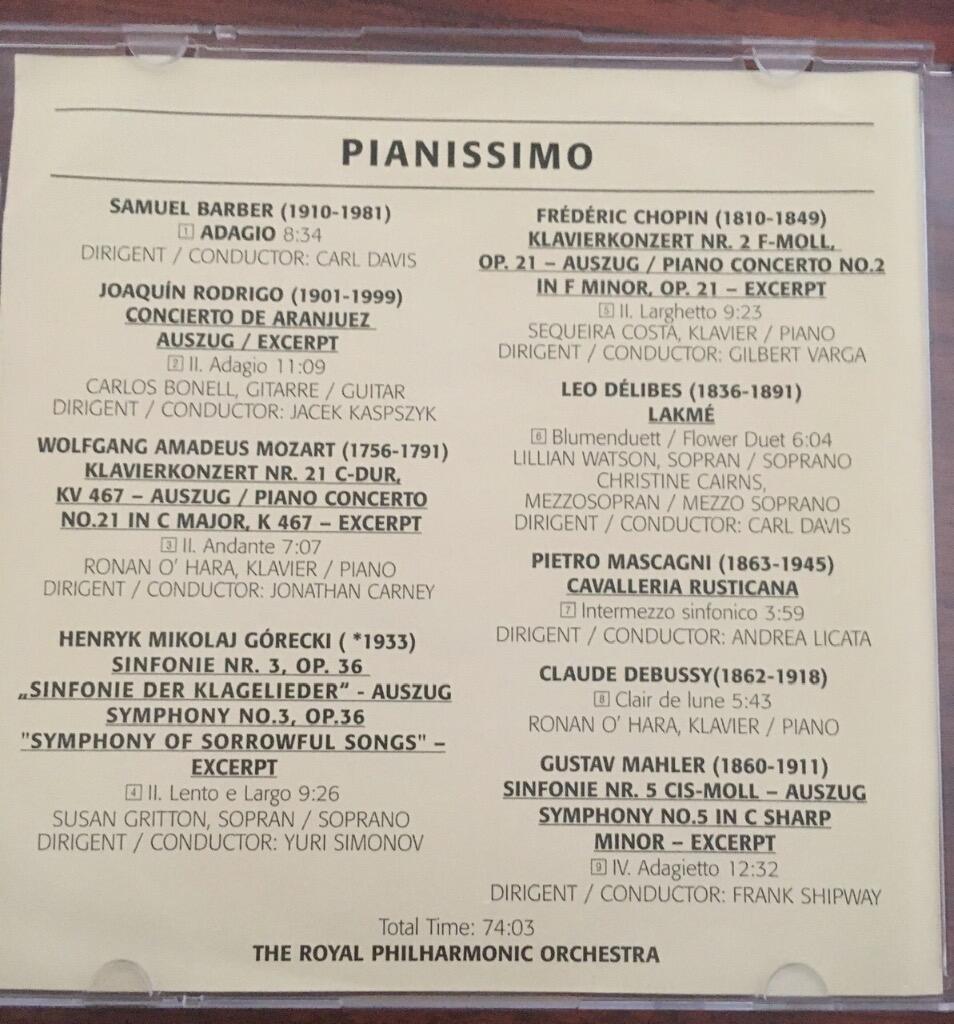 PIANISSIMO
SAMUEL BARBER (1910-1981)
1 ADAGIO 8:34
DIRIGENT / CONDUCTOR: CARL DAVIS
JOAQUÍN RODRIGO (1901-1999)
CONCIERTO DE ARANJUEZ
AUSZUG / EXCERPT
2 II. Adagio 11:09
CARLOS BONELL, GITARRE / GUITAR
DIRIGENT / CONDUCTOR: JACEK KASPSZYK
WOLFGANG AMADEUS MOZART (1756-1791)
KLAVIERKONZERT NR. 21 C-DUR,
KV 467 – AUSZUG / PIANO CONCERTO
NO.21 IN C MAJOR, K 467 – EXCERPT
3 II. Andante 7:07
RONAN O' HARA, KLAVIER / PIANO
DIRIGENT / CONDUCTOR: JONATHAN CARNEY
HENRYK MIKOLAJ GÓRECKI ( *1933)
SINFONIE NR. 3, OP. 36
„SINFONIE DER KLAGELIEDER“ - AUSZUG
SYMPHONY NO.3, OP.36
"SYMPHONY OF SORROWFUL SONGS" –
EXCERPT
4 II. Lento e Largo 9:26
SUSAN GRITTON, SOPRAN / SOPRANO
DIRIGENT / CONDUCTOR: YURI SIMONOV
FRÉDÉRIC CHOPIN (1810-1849)
KLAVIERKONZERT NR. 2 F-MOLL,
OP. 21 – AUSZUG / PIANO CONCERTO NO.2
IN F MINOR, OP. 21 – EXCERPT
5 II. Larghetto 9:23
SEQUEIRA COSTA, KLAVIER / PIANO
DIRIGENT / CONDUCTOR: GILBERT VARGA
LEO DÉLIBES (1836-1891)
LAKMÉ
6 Blumenduett / Flower Duet 6:04
LILLIAN WATSON, SOPRAN / SOPRANO
CHRISTINE CAIRNS,
MEZZOSOPRAN / MEZZO SOPRANO
DIRIGENT / CONDUCTOR: CARL DAVIS
PIETRO MASCAGNI (1863-1945)
CAVALLERIA RUSTICANA
7 Intermezzo sinfonico 3:59
DIRIGENT / CONDUCTOR: ANDREA LICATA
CLAUDE DEBUSSY(1862-1918)
8 Clair de lune 5:43
RONAN O' HARA, KLAVIER / PIANO
GUSTAV MAHLER (1860-1911)
SINFONIE NR. 5 CIS-MOLL – AUSZUG
SYMPHONY NO.5 IN C SHARP
MINOR – EXCERPT
9 IV. Adagietto 12:32
DIRIGENT / CONDUCTOR: FRANK SHIPWAY
Total Time: 74:03
THE ROYAL PHILHARMONIC ORCHESTRA